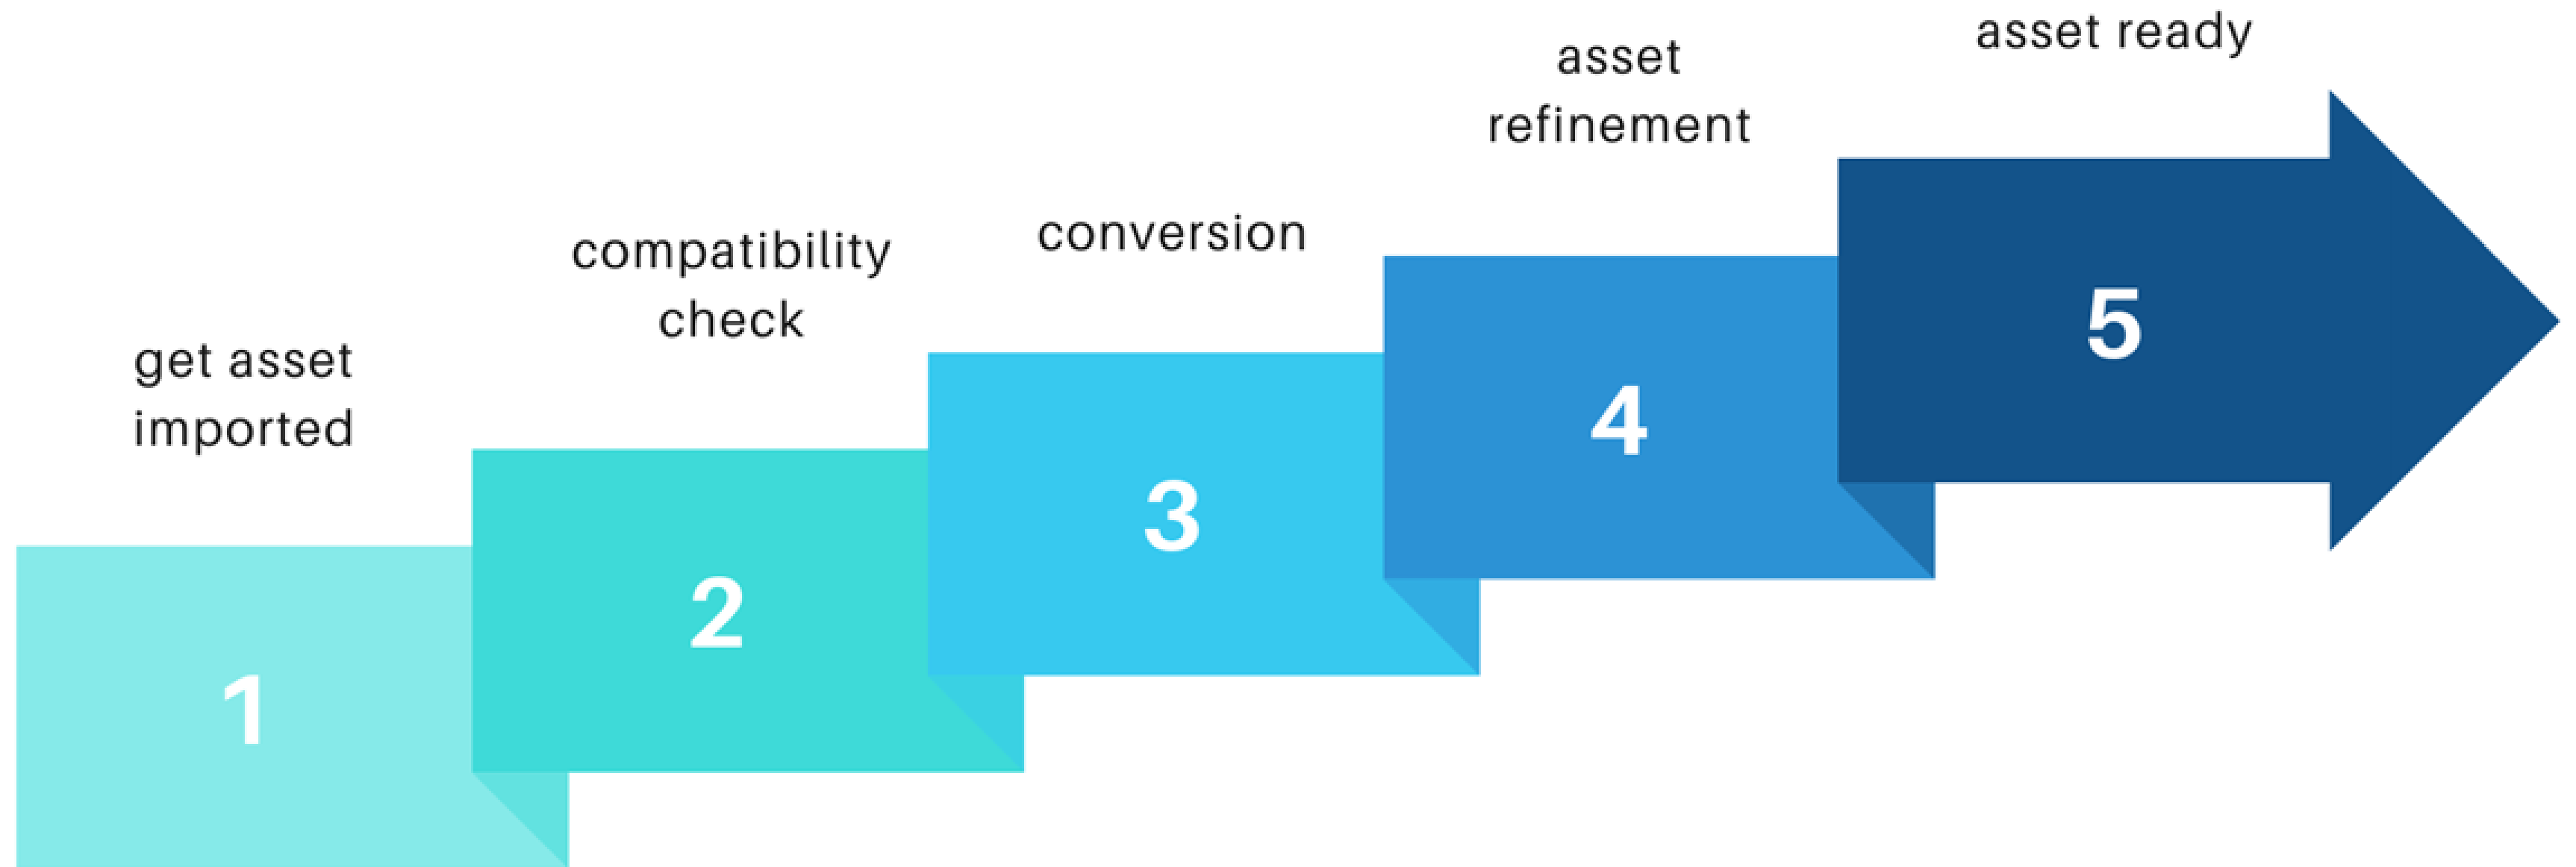 get asset
imported
1
compatibility
check
2
conversion
3
asset
refinement
4
asset ready
5